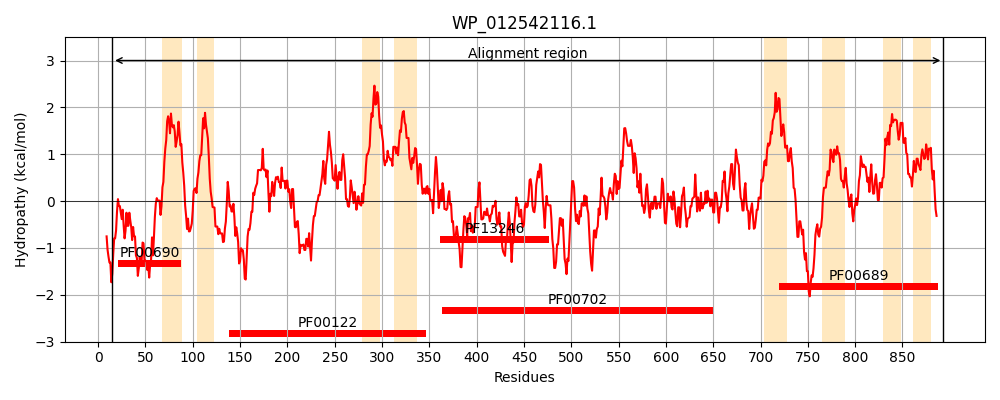 WP_012542116.1
Alignment region
Hydropathy (kcal/mol)
3
2
1
0
−1
−2
−3
PF13246
PF00690
PF00689
PF00702
PF00122
0 50 100 150 200 250 300 350 400 450 500 550 600 650 700 750 800 850
Residues